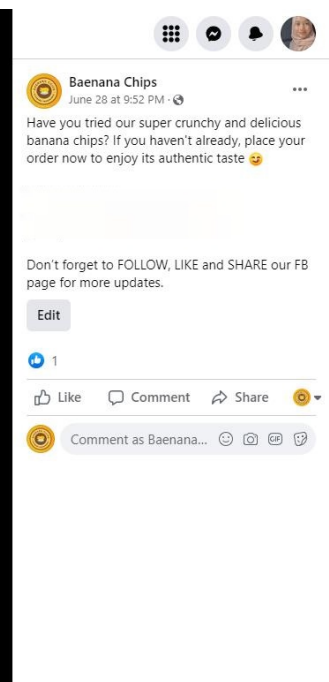 Baenana Chips
June 28 at 9:52 PM ·
Have you tried our super crunchy and delicious
banana chips? If you haven't already, place your
order now to enjoy its authentic taste 😋
Don't forget to FOLLOW, LIKE and SHARE our FB
page for more updates.
Edit
1
Like Comment Share
Comment as Baenana... GIF